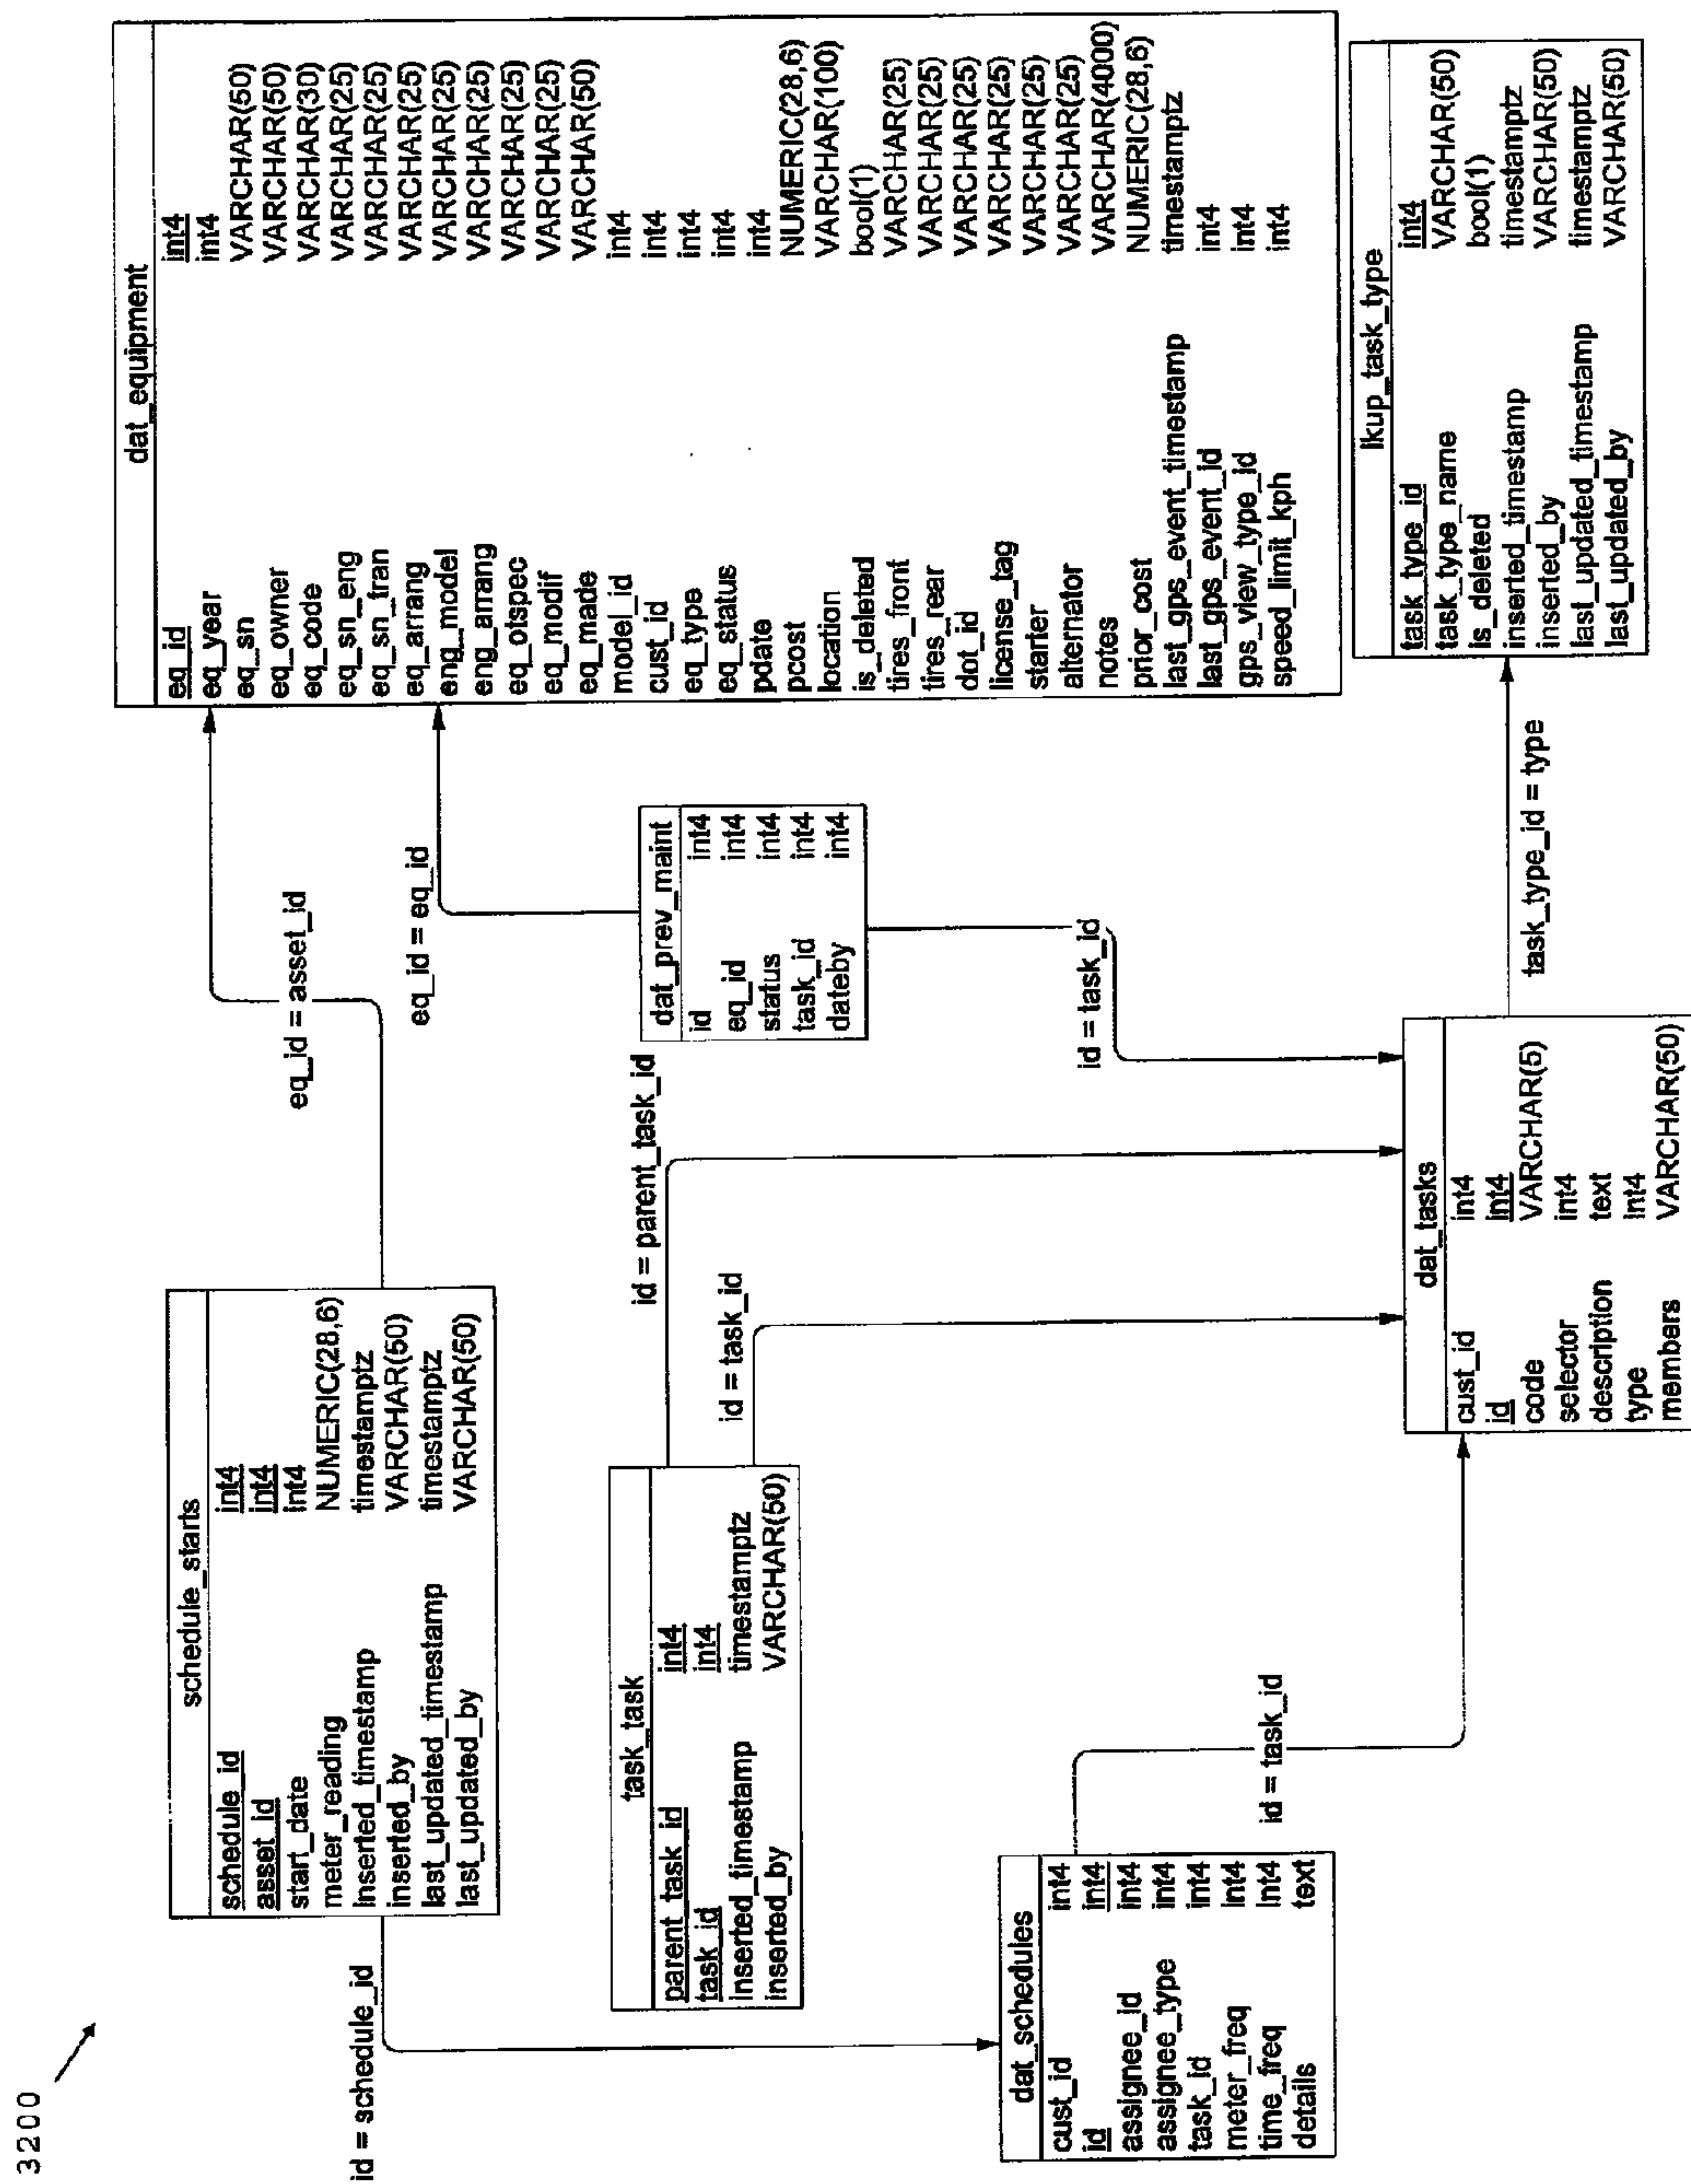 3200
schedule_starts
schedule_id int4
asset_id int4
start_date int4
meter_reading NUMERIC(28,6)
inserted_timestamp timestamptz
inserted_by VARCHAR(50)
last_updated_timestamp timestamptz
last_updated_by VARCHAR(50)
id = schedule_id
eq_id = asset_id
dat_equipment
eq_id int4
eq_year int4
eq_sn VARCHAR(50)
eq_owner VARCHAR(50)
eq_code VARCHAR(30)
eq_sn_eng VARCHAR(25)
eq_sn_tran VARCHAR(25)
eq_arrang VARCHAR(25)
eng_model VARCHAR(25)
eng_arrang VARCHAR(25)
eq_otspec VARCHAR(25)
eq_modif VARCHAR(25)
eq_made VARCHAR(50)
model_id int4
cust_id int4
eq_type int4
eq_status int4
pdate int4
pcost NUMERIC(28,6)
location VARCHAR(100)
is_deleted bool(1)
tires_front VARCHAR(25)
tires_rear VARCHAR(25)
dot_id VARCHAR(25)
license_tag VARCHAR(25)
starter VARCHAR(25)
alternator VARCHAR(25)
notes VARCHAR(4000)
prior_cost NUMERIC(28,6)
last_gps_event_timestamp timestamptz
last_gps_event_id int4
gps_view_type_id int4
speed_limit_kph int4
eq_id = eq_id
task_task
parent_task_id int4
task_id int4
inserted_timestamp timestamptz
inserted_by VARCHAR(50)
id = parent_task_id
id = task_id
dat_prev_maint
id int4
eq_id int4
status int4
task_id int4
dateby int4
id = task_id
dat_schedules
cust_id int4
id int4
assignee_id int4
assignee_type int4
task_id int4
meter_freq int4
time_freq int4
details text
id = task_id
dat_tasks
cust_id int4
id int4
code VARCHAR(5)
selector int4
description text
type int4
members VARCHAR(50)
task_type_id = type
lkup_task_type
task_type_id int4
task_type_name VARCHAR(50)
is_deleted bool(1)
inserted_timestamp timestamptz
inserted_by VARCHAR(50)
last_updated_timestamp timestamptz
last_updated_by VARCHAR(50)